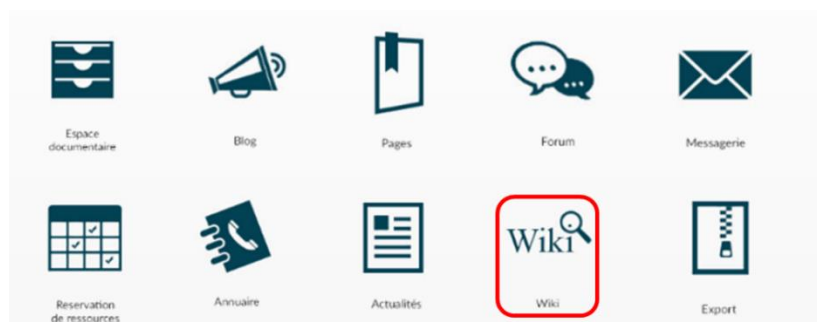 Espace
documentaire
Blog
Pages
Forum
Messagerie
Wiki
Reservation
de ressources
Annuaire
Actualités
Wiki
Export